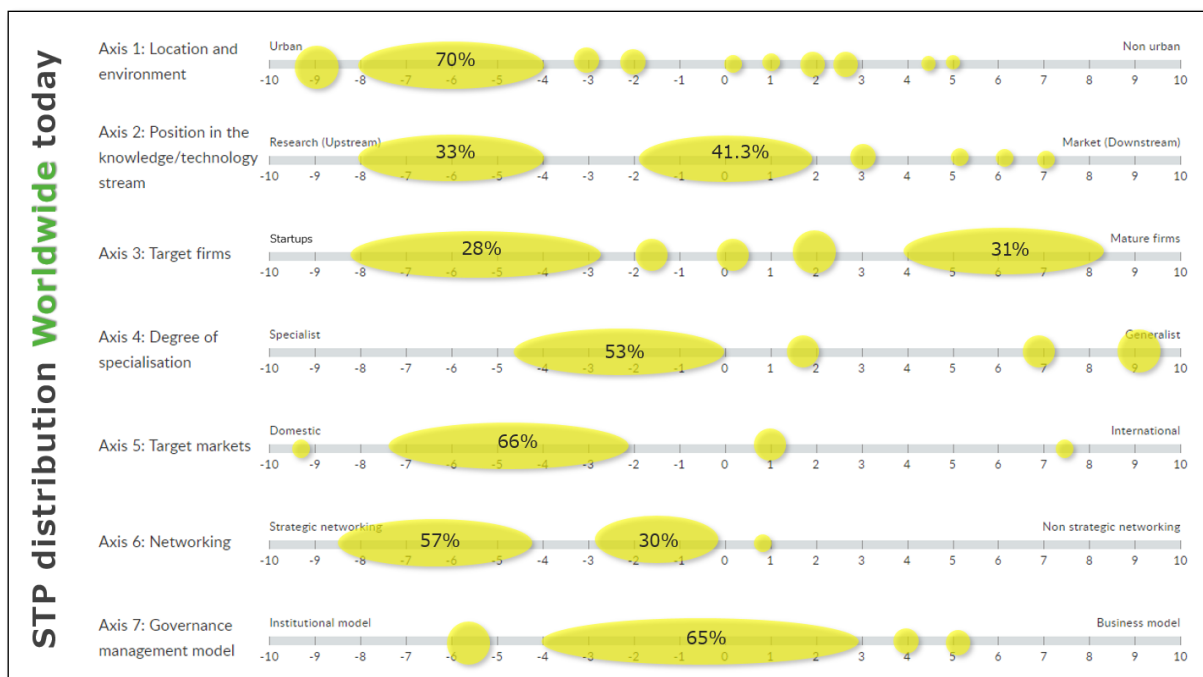 STP distribution Worldwide today
Axis 1: Location and
environment
Urban
Non urban
70%
-10 -9 -8 -7 -6 -5 -4 -3 -2 -1 0 1 2 3 4 5 6 7 8 9 10
Axis 2: Position in the
knowledge/technology
stream
Research (Upstream)
Market (Downstream)
33%
41.3%
-10 -9 -8 -7 -6 -5 -4 -3 -2 -1 0 1 2 3 4 5 6 7 8 9 10
Axis 3: Target firms
Startups
Mature firms
28%
31%
-10 -9 -8 -7 -6 -5 -4 -3 -2 -1 0 1 2 3 4 5 6 7 8 9 10
Axis 4: Degree of
specialisation
Specialist
Generalist
53%
-10 -9 -8 -7 -6 -5 -4 -3 -2 -1 0 1 2 3 4 5 6 7 8 9 10
Axis 5: Target markets
Domestic
International
66%
-10 -9 -8 -7 -6 -5 -4 -3 -2 -1 0 1 2 3 4 5 6 7 8 9 10
Axis 6: Networking
Strategic networking
Non strategic networking
57%
30%
-10 -9 -8 -7 -6 -5 -4 -3 -2 -1 0 1 2 3 4 5 6 7 8 9 10
Axis 7: Governance
management model
Institutional model
Business model
65%
-10 -9 -8 -7 -6 -5 -4 -3 -2 -1 0 1 2 3 4 5 6 7 8 9 10